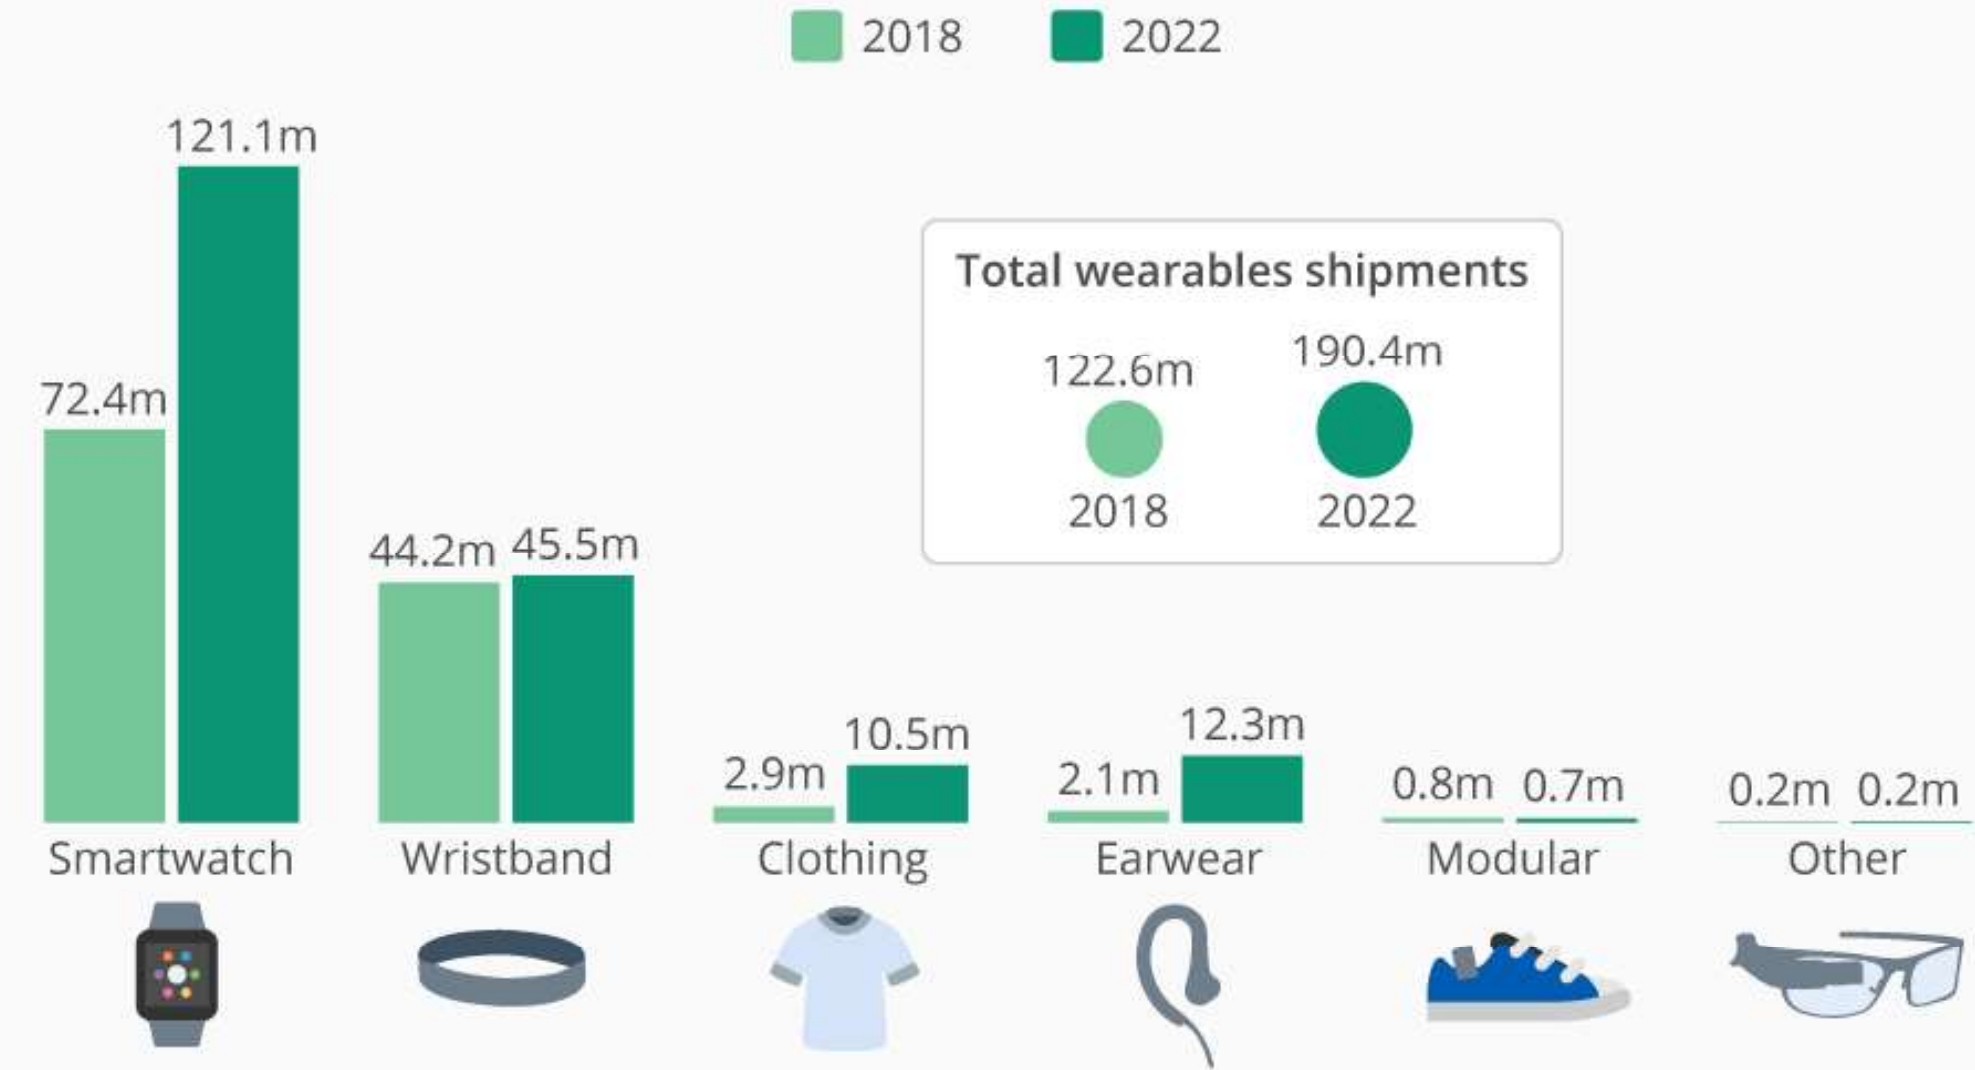 2018 2022
121.1m
72.4m
44.2m 45.5m
2.9m 10.5m
2.1m 12.3m
0.8m 0.7m
0.2m 0.2m
Total wearables shipments
122.6m 190.4m
2018 2022
Smartwatch Wristband Clothing Earwear Modular Other